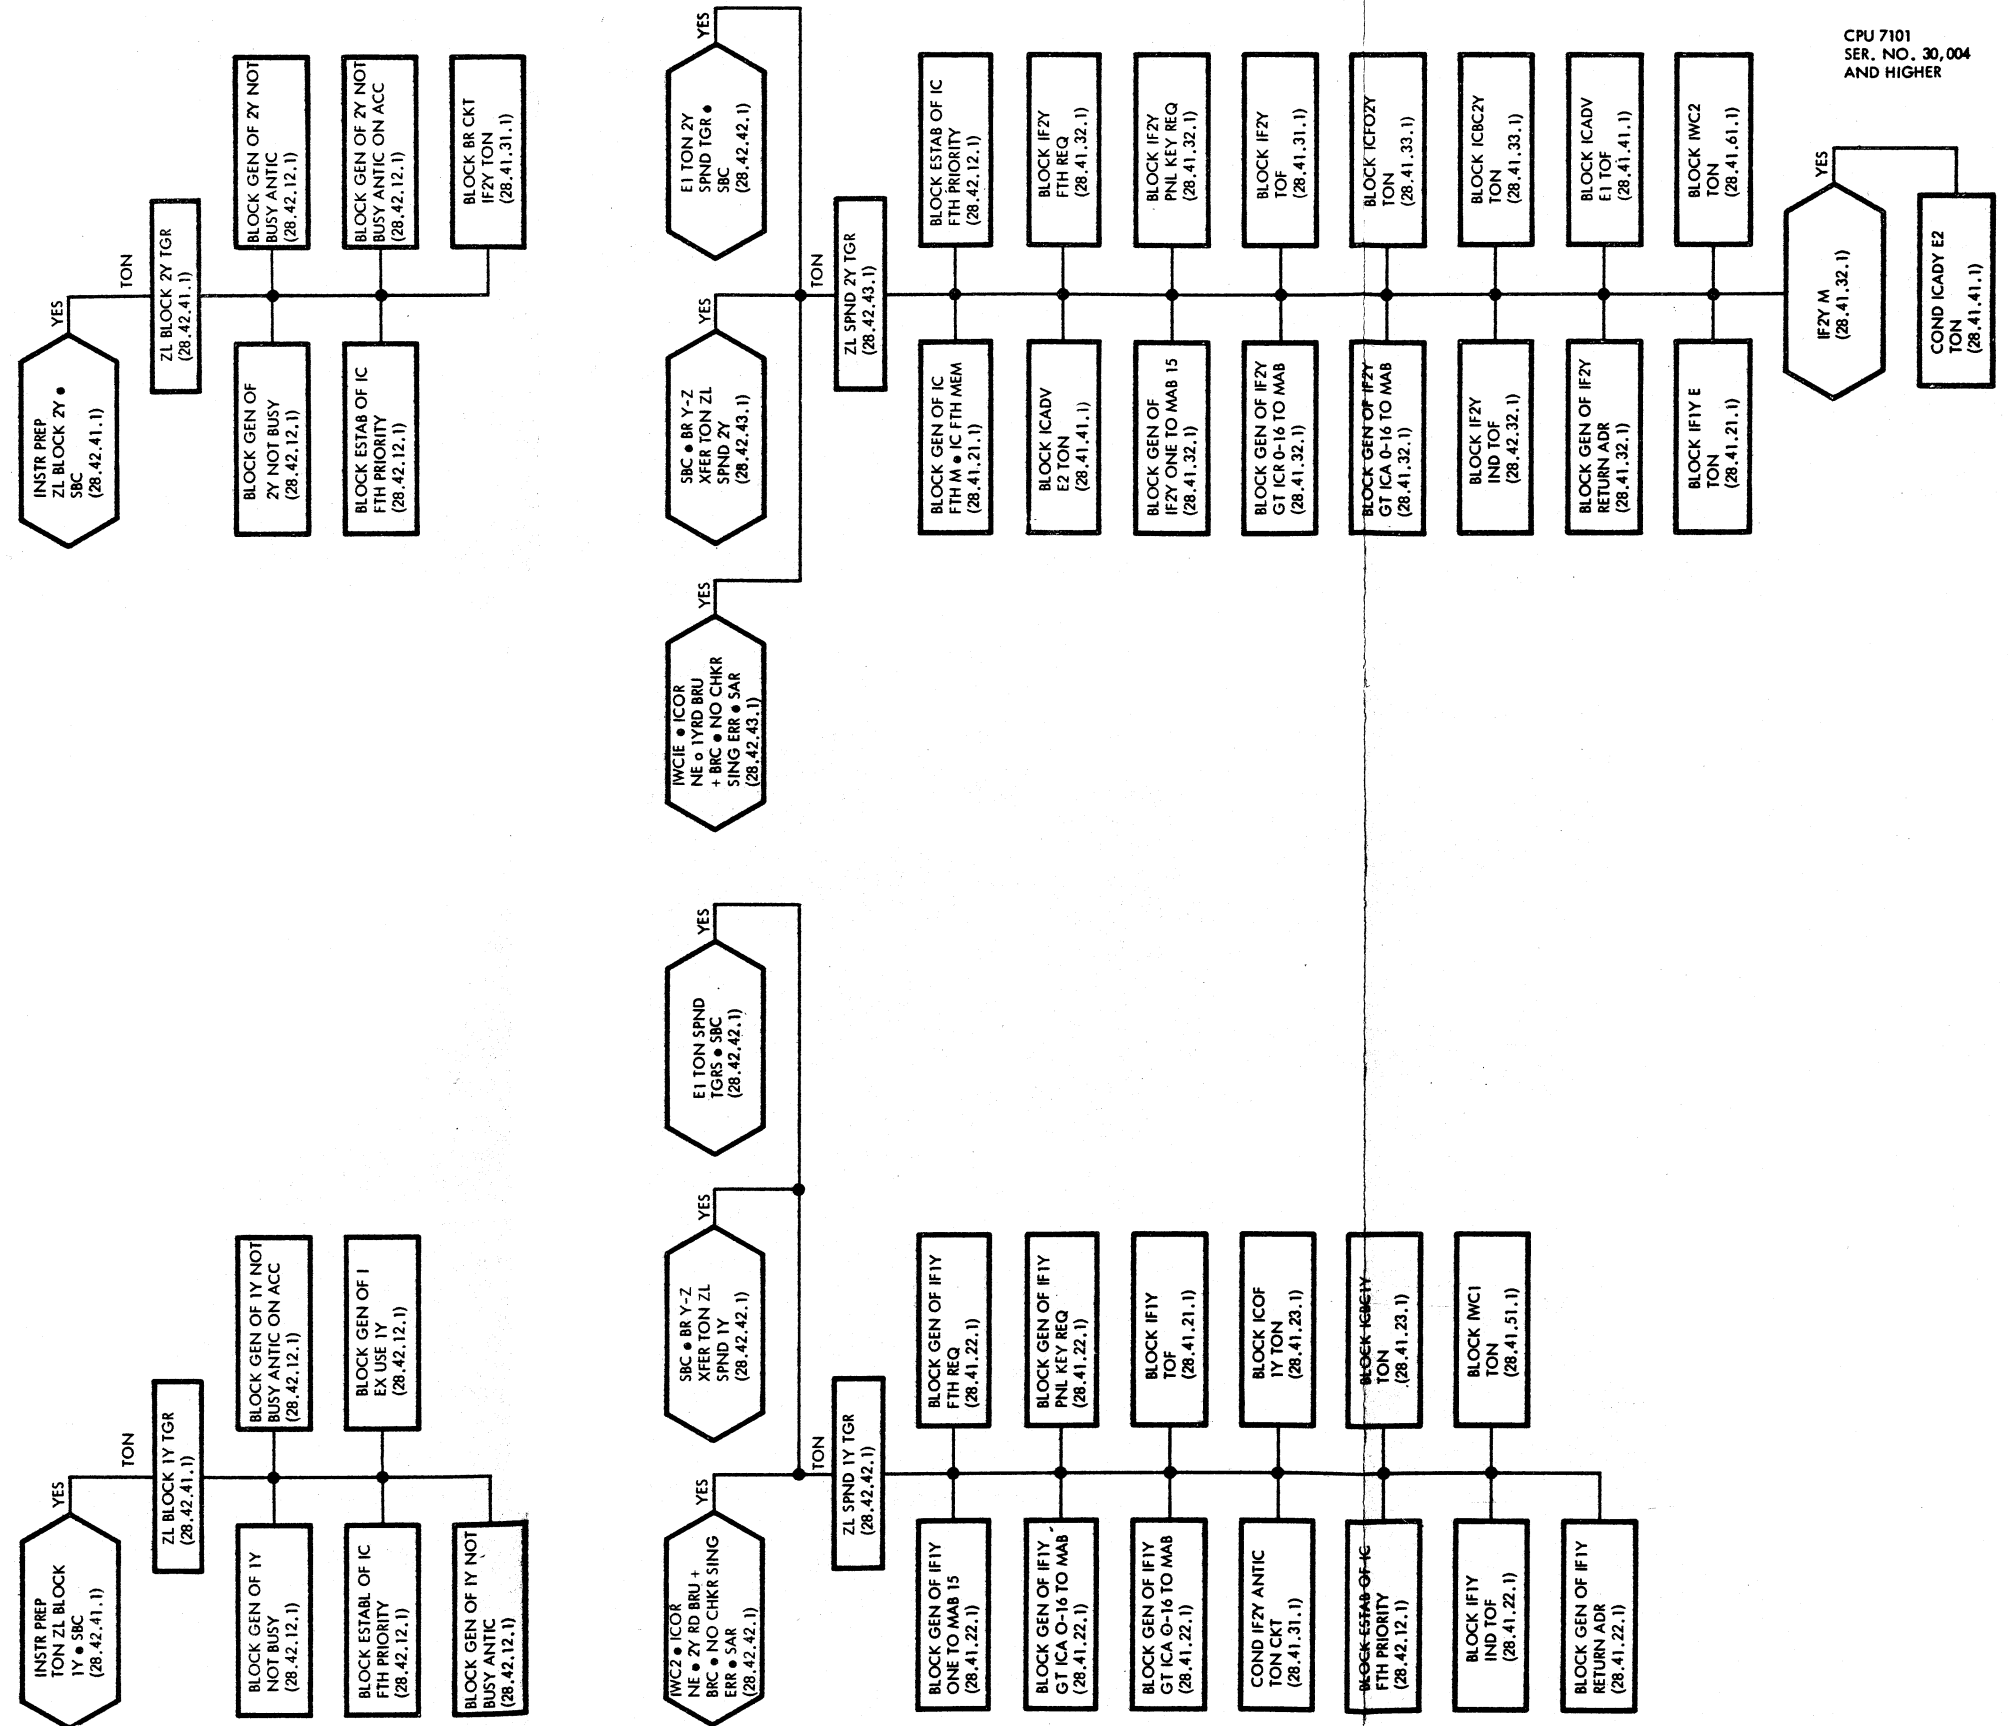 INSTR PREP
TON ZL BLOCK
1Y ● SBC
(28.42.41.1)
YES
TON
ZL BLOCK 1Y TGR
(28.42.41.1)
BLOCK GEN OF 1Y
NOT BUSY
(28.42.12.1)
BLOCK GEN OF 1Y NOT
BUSY ANTIC ON ACC
(28.42.12.1)
BLOCK ESTABL OF IC
FTH PRIORITY
(28.42.12.1)
BLOCK GEN OF I
EX USE 1Y
(28.42.12.1)
BLOCK GEN OF 1Y NOT
BUSY ANTIC
(28.42.12.1)
INSTR PREP
ZL BLOCK 2Y ●
SBC
(28.42.41.1)
YES
TON
ZL BLOCK 2Y TGR
(28.42.41.1)
BLOCK GEN OF
2Y NOT BUSY
(28.42.12.1)
BLOCK GEN OF 2Y NOT
BUSY ANTIC
(28.42.12.1)
BLOCK ESTAB OF IC
FTH PRIORITY
(28.42.12.1)
BLOCK GEN OF 2Y NOT
BUSY ANTIC ON ACC
(28.42.12.1)
BLOCK BR CKT
IF2Y TON
(28.41.31.1)
IWC2 ● ICOR
NE ● 2Y RD BRU +
BRC ● NO CHKR SING
ERR ● SAR
(28.42.42.1)
YES
SBC ● BR Y-Z
XFER TON ZL
SPND 1Y
(28.42.42.1)
YES
E1 TON SPND
TGRS ● SBC
(28.42.42.1)
YES
TON
ZL SPND 1Y TGR
(28.42.42.1)
BLOCK GEN OF IF1Y
ONE TO MAB 15
(28.41.22.1)
BLOCK GEN OF IF1Y
FTH REQ
(28.41.22.1)
BLOCK GEN OF IF1Y
GT ICA O-16 TO MAB
(28.41.22.1)
BLOCK GEN OF IF1Y
PNL KEY REQ
(28.41.22.1)
BLOCK GEN OF IF1Y
GT ICA O-16 TO MAB
(28.41.22.1)
BLOCK IF1Y
TOF
(28.41.21.1)
COND IF2Y ANTIC
TON CKT
(28.41.31.1)
BLOCK ICOF
1Y TON
(28.41.23.1)
BLOCK ESTAB OF IC
FTH PRIORITY
(28.42.12.1)
BLOCK ICBC1Y
TON
(28.41.23.1)
BLOCK IF1Y
IND TOF
(28.41.22.1)
BLOCK IWC1
TON
(28.41.51.1)
BLOCK GEN OF IF1Y
RETURN ADR
(28.41.22.1)
IWCIE ● ICOR
NE o 1YRD BRU
+ BRC ● NO CHKR
SING ERR ● SAR
(28.42.43.1)
YES
SBC ● BR Y-Z
XFER TON ZL
SPND 2Y
(28.42.43.1)
YES
E1 TON 2Y
SPND TGR ●
SBC
(28.42.42.1)
YES
TON
ZL SPND 2Y TGR
(28.42.43.1)
BLOCK GEN OF IC
FTH M ● IC FTH MEM
(28.41.21.1)
BLOCK ESTAB OF IC
FTH PRIORITY
(28.42.12.1)
BLOCK ICADV
E2 TON
(28.41.41.1)
BLOCK IF2Y
FTH REQ
(28.41.32.1)
BLOCK GEN OF
IF2Y ONE TO MAB 15
(28.41.32.1)
BLOCK IF2Y
PNL KEY REQ
(28.41.32.1)
BLOCK GEN OF IF2Y
GT ICR 0-16 TO MAB
(28.41.32.1)
BLOCK IF2Y
TOF
(28.41.31.1)
BLOCK GEN OF IF2Y
GT ICA 0-16 TO MAB
(28.41.32.1)
BLOCK ICFO2Y
TON
(28.41.33.1)
BLOCK IF2Y
IND TOF
(28.42.32.1)
BLOCK ICBC2Y
TON
(28.41.33.1)
BLOCK GEN OF IF2Y
RETURN ADR
(28.41.32.1)
BLOCK ICADV
E1 TOF
(28.41.41.1)
BLOCK IF1Y E
TON
(28.41.21.1)
BLOCK IWC2
TON
(28.41.61.1)
IF2Y M
(28.41.32.1)
YES
COND ICADY E2
TON
(28.41.41.1)
CPU 7101
SER. NO. 30,004
AND HIGHER